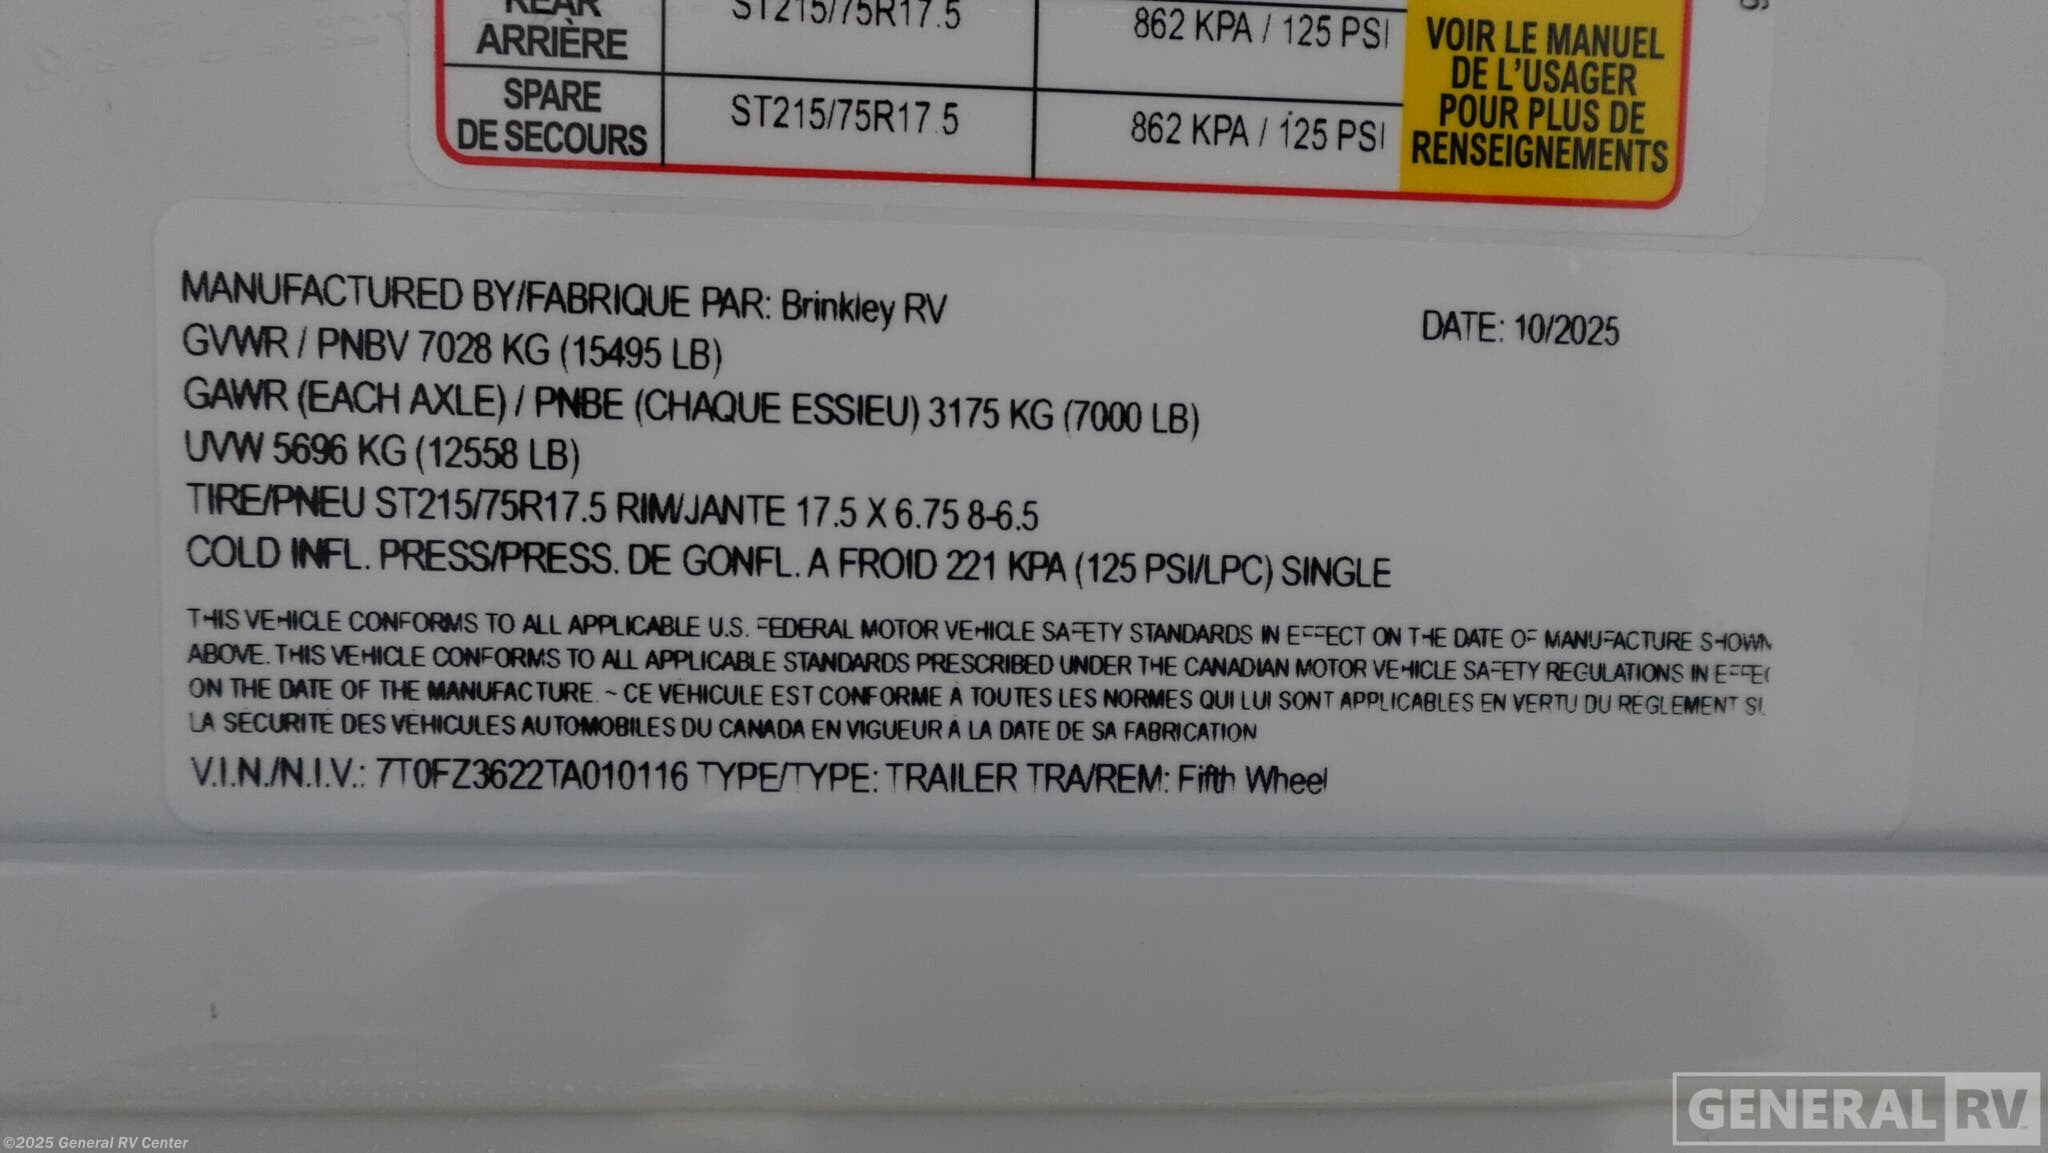 REAR
ARRIÈRE
ST215/75R17.5
862 KPA / 125 PSI
SPARE
DE SECOURS
ST215/75R17.5
862 KPA / 125 PSI
VOIR LE MANUEL
DE L'USAGER
POUR PLUS DE
RENSEIGNEMENTS
MANUFACTURED BY/FABRIQUE PAR: Brinkley RV
DATE: 10/2025
GVWR / PNBV 7028 KG (15495 LB)
GAWR (EACH AXLE) / PNBE (CHAQUE ESSIEU) 3175 KG (7000 LB)
UVW 5696 KG (12558 LB)
TIRE/PNEU ST215/75R17.5 RIM/JANTE 17.5 X 6.75 8-6.5
COLD INFL. PRESS/PRESS. DE GONFL. A FROID 221 KPA (125 PSI/LPC) SINGLE
THIS VEHICLE CONFORMS TO ALL APPLICABLE U.S. FEDERAL MOTOR VEHICLE SAFETY STANDARDS IN EFFECT ON THE DATE OF MANUFACTURE SHOWN
ABOVE. THIS VEHICLE CONFORMS TO ALL APPLICABLE STANDARDS PRESCRIBED UNDER THE CANADIAN MOTOR VEHICLE SAFETY REGULATIONS IN EFFEC
ON THE DATE OF THE MANUFACTURE. ~ CE VÉHICULE EST CONFORME À TOUTES LES NORMES QUI LUI SONT APPLICABLES EN VERTU DU RÈGLEMENT SU
LA SÉCURITÉ DES VÉHICULES AUTOMOBILES DU CANADA EN VIGUEUR À LA DATE DE SA FABRICATION
V.I.N./N.I.V.: 7T0FZ3622TA010116 TYPE/TYPE: TRAILER TRA/REM: Fifth Wheel
GENERAL RV
©2025 General RV Center